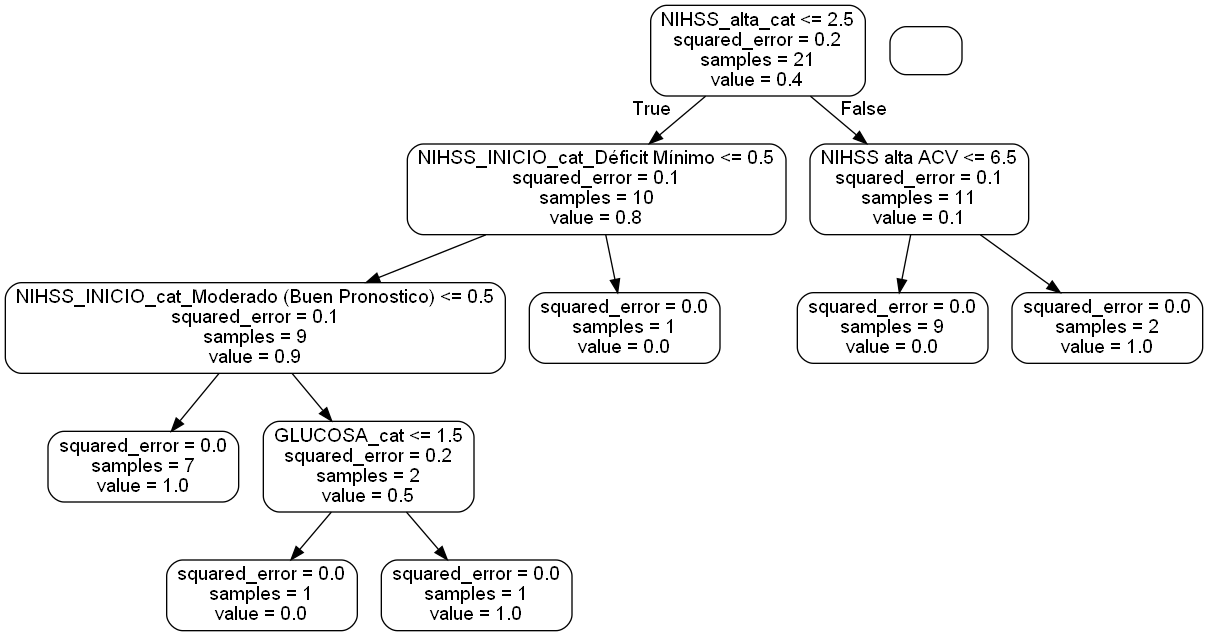 NIHSS_alta_cat <= 2.5
squared_error = 0.2
samples = 21
value = 0.4
True
False
NIHSS_INICIO_cat_Déficit Mínimo <= 0.5
squared_error = 0.1
samples = 10
value = 0.8
NIHSS alta ACV <= 6.5
squared_error = 0.1
samples = 11
value = 0.1
NIHSS_INICIO_cat_Moderado (Buen Pronostico) <= 0.5
squared_error = 0.1
samples = 9
value = 0.9
squared_error = 0.0
samples = 1
value = 0.0
squared_error = 0.0
samples = 9
value = 0.0
squared_error = 0.0
samples = 2
value = 1.0
squared_error = 0.0
samples = 7
value = 1.0
GLUCOSA_cat <= 1.5
squared_error = 0.2
samples = 2
value = 0.5
squared_error = 0.0
samples = 1
value = 0.0
squared_error = 0.0
samples = 1
value = 1.0